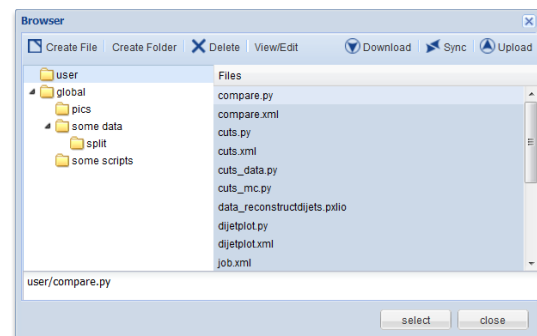 Browser
Create File Create Folder Delete View/Edit Download Sync Upload
user
global
pics
some data
split
some scripts
Files
compare.py
compare.xml
cuts.py
cuts.xml
cuts_data.py
cuts_mc.py
data_reconstructdijets.pxlio
dijetplot.py
dijetplot.xml
job.xml
user/compare.py
select close